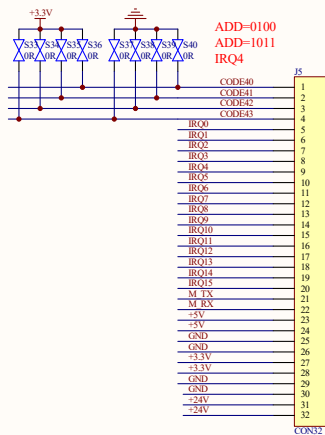 +3.3V
ADD=0100
ADD=1011
IRQ4
S33 S34 S35 S36 S37 S38 S39 S40
0R 0R 0R 0R 0R 0R 0R 0R
J5
CODE40 1
CODE41 2
CODE42 3
CODE43 4
IRQ0 5
IRQ1 6
IRQ2 7
IRQ3 8
IRQ4 9
IRQ5 10
IRQ6 11
IRQ7 12
IRQ8 13
IRQ9 14
IRQ10 15
IRQ11 16
IRQ12 17
IRQ13 18
IRQ14 19
IRQ15 20
M_TX 21
M_RX 22
+5V 23
+5V 24
GND 25
GND 26
+3.3V 27
+3.3V 28
GND 29
GND 30
+24V 31
+24V 32
CON32